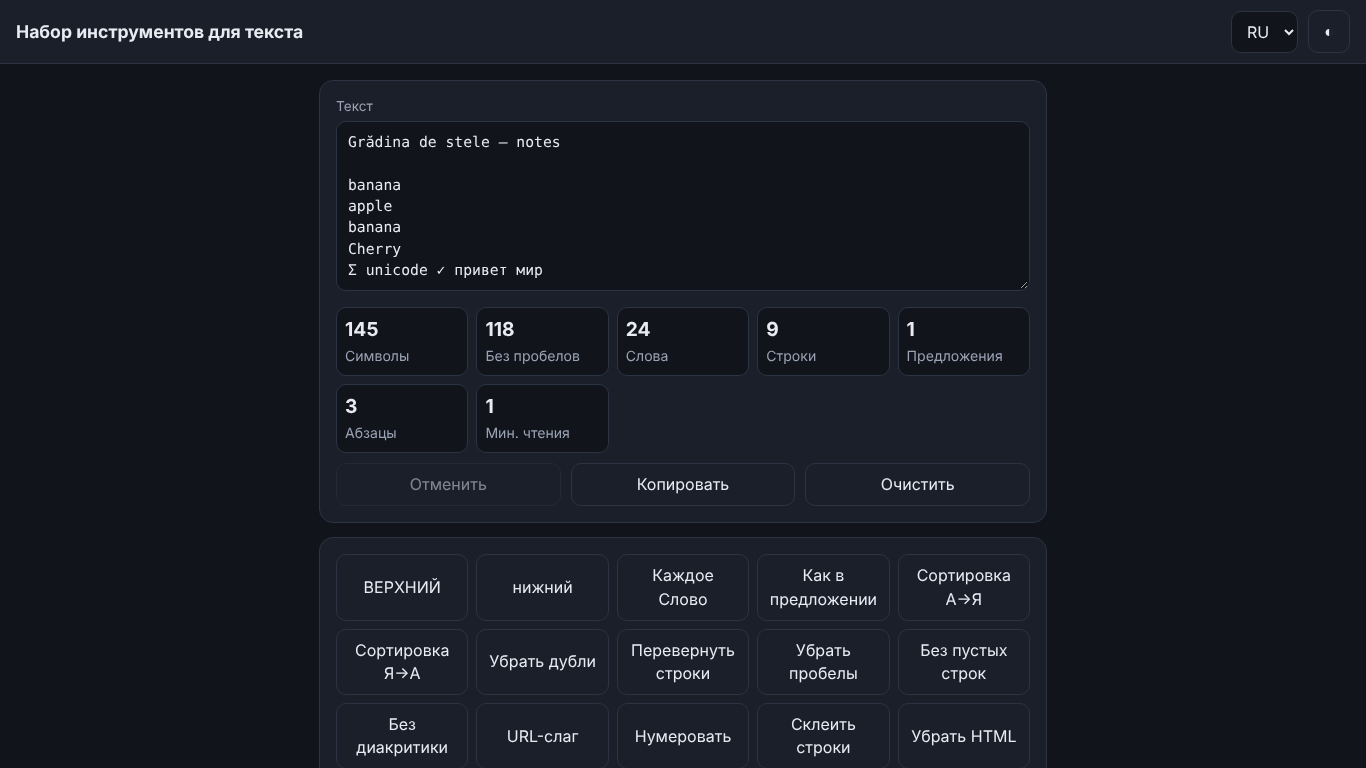 Набор инструментов для текста
RU
Текст
Grădina de stele — notes
banana
apple
banana
Cherry
Σ unicode ✓ привет мир
145
Символы
118
Без пробелов
24
Слова
9
Строки
1
Предложения
3
Абзацы
1
Мин. чтения
Отменить
Копировать
Очистить
ВЕРХНИЙ
нижний
Каждое
Слово
Как в
предложении
Сортировка
А→Я
Сортировка
Я→А
Убрать дубли
Перевернуть
строки
Убрать
пробелы
Без пустых
строк
Без
диакритики
URL-слаг
Нумеровать
Склеить
строки
Убрать HTML